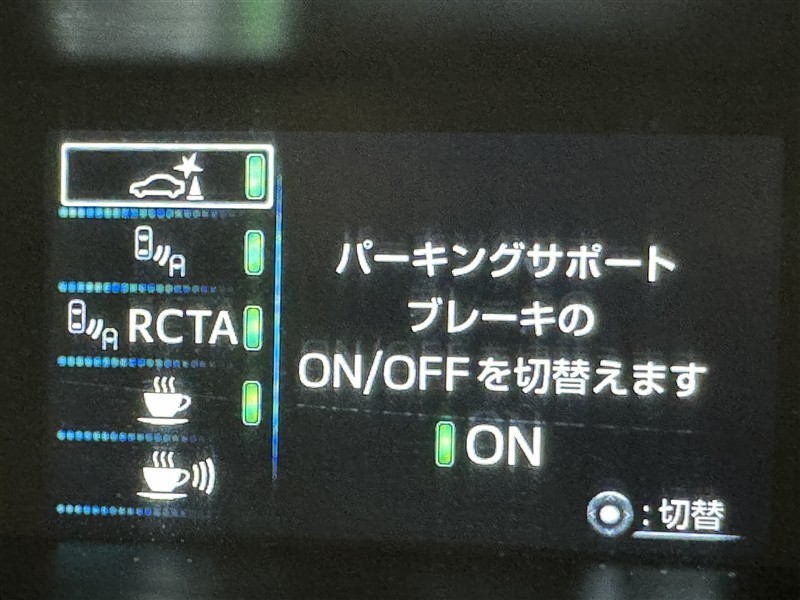 RCTA
パーキングサポート
ブレーキの
ON/OFFを切替えます
ON
:切替